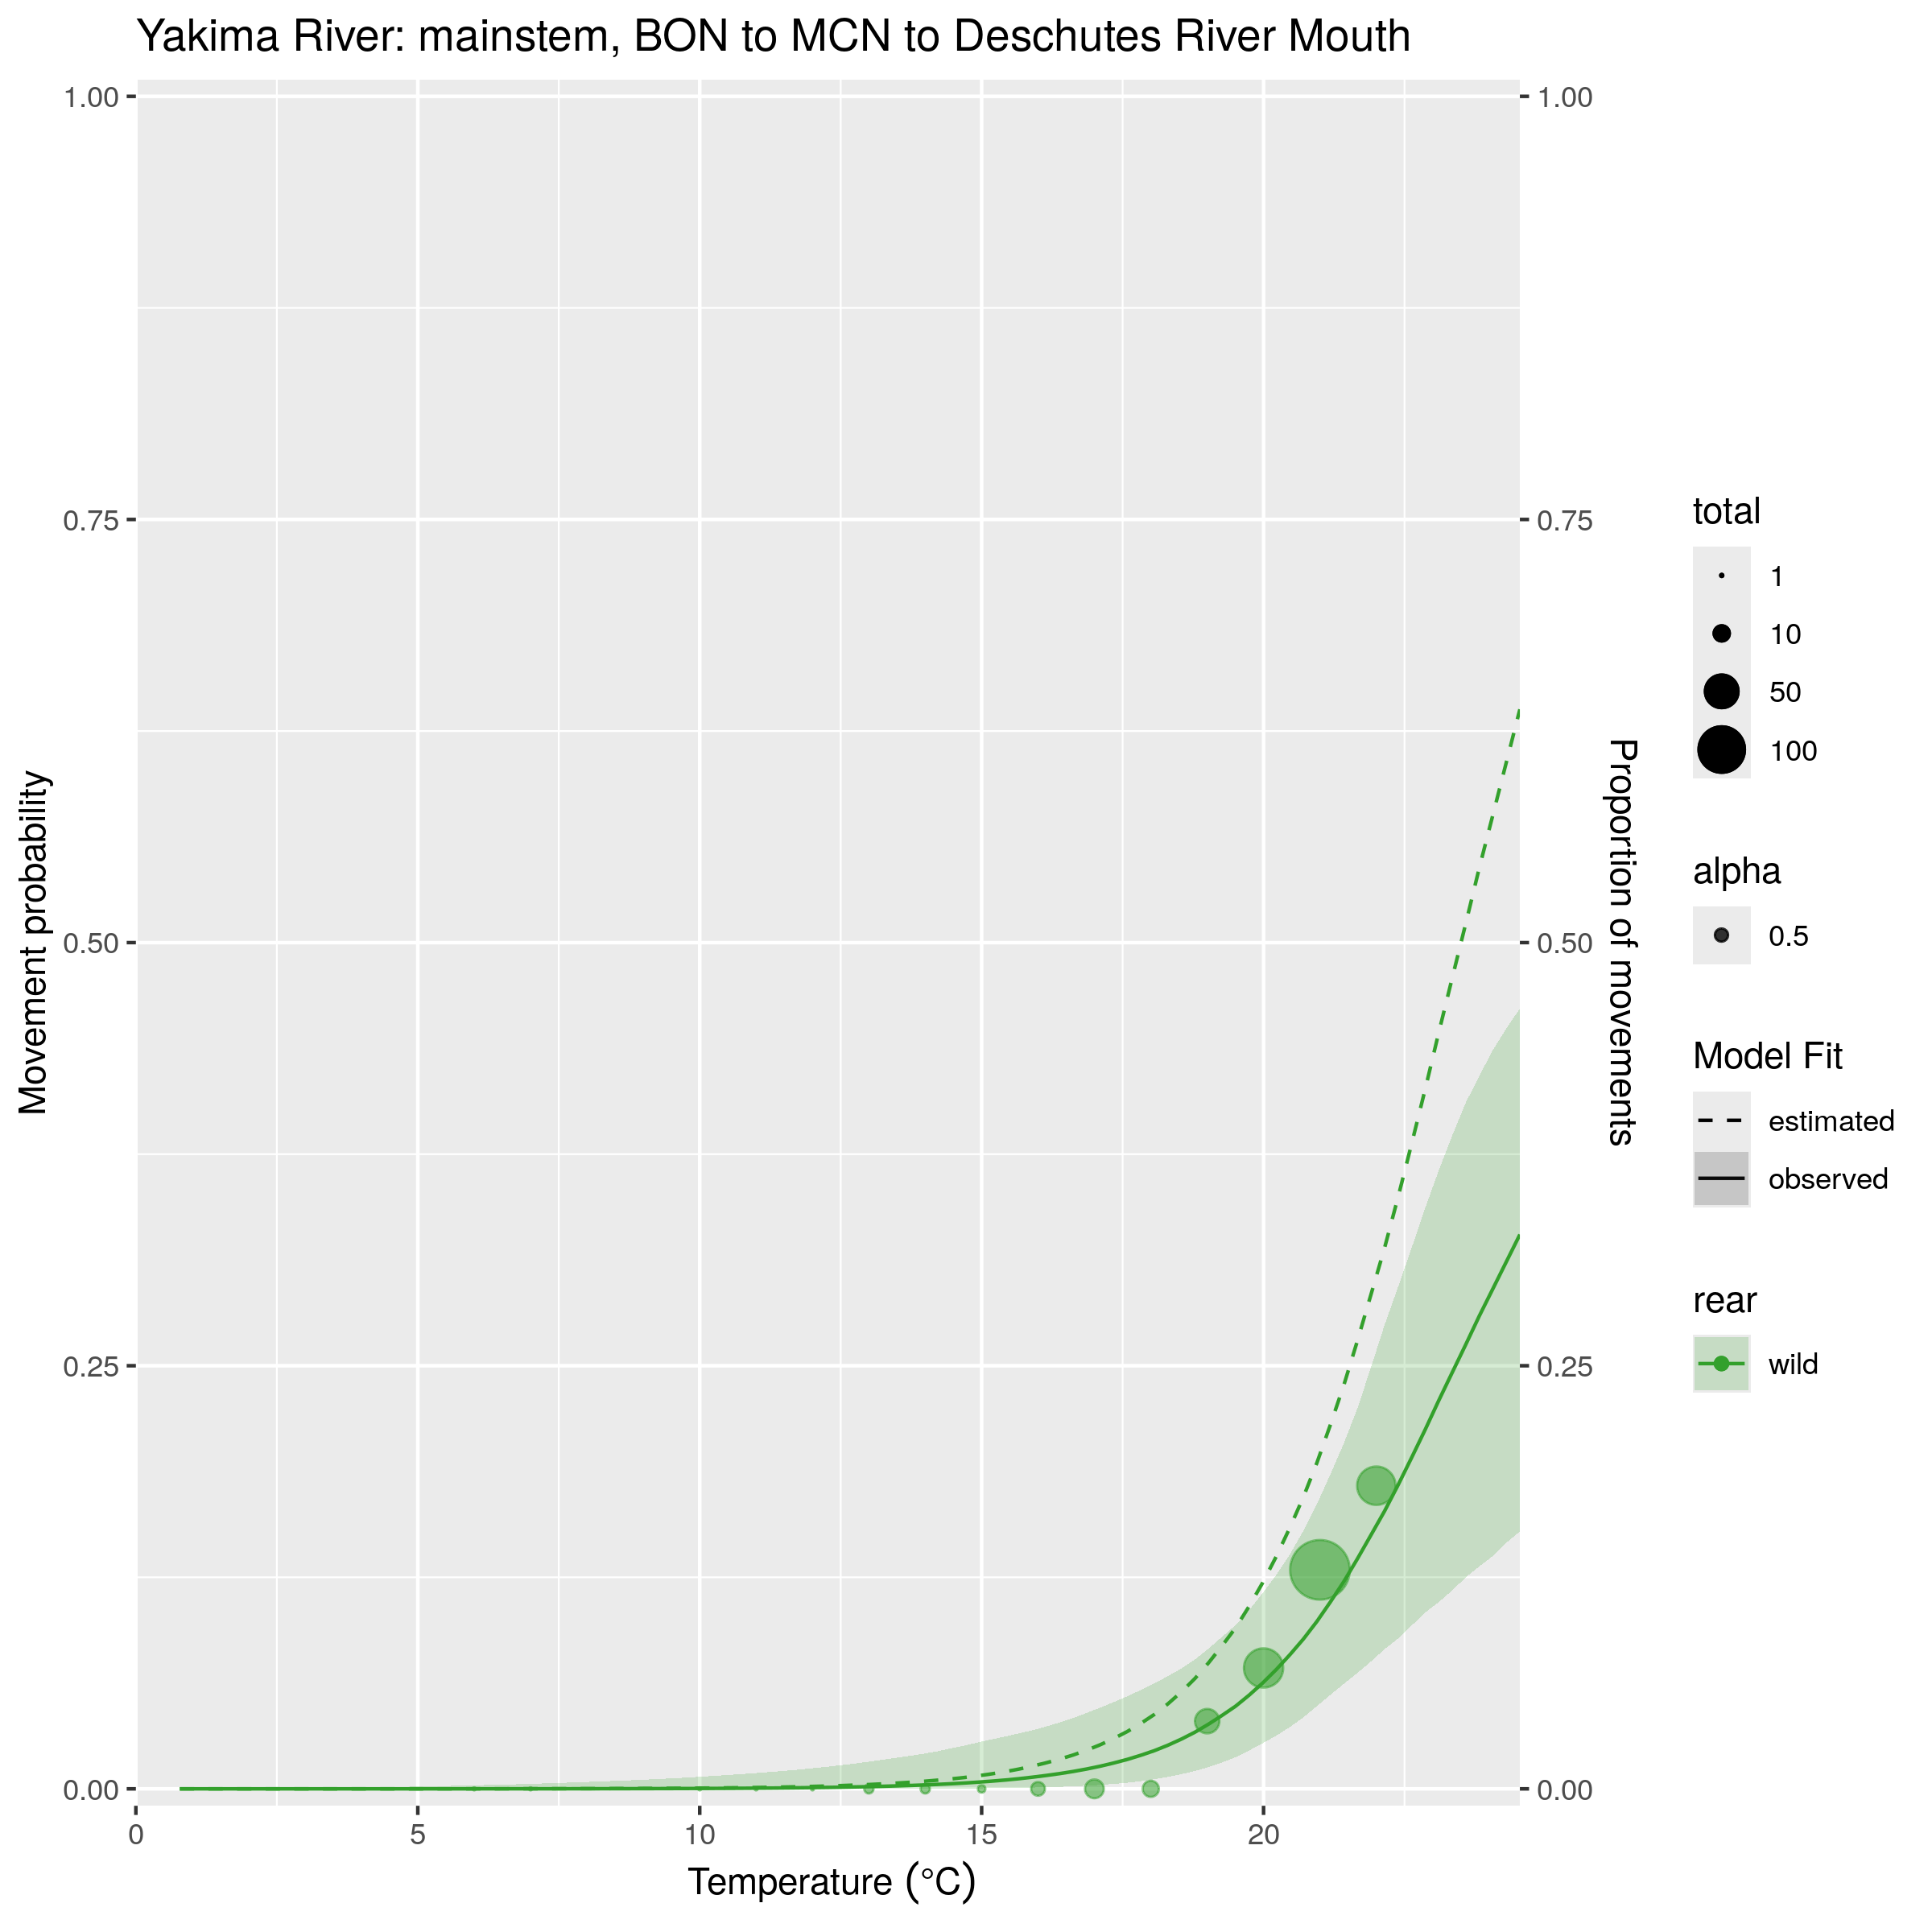 Yakima River: mainstem, BON to MCN to Deschutes River Mouth
Movement probability
1.00
0.75
0.50
0.25
0.00
0
5
10
15
20
Temperature (°C)
1.00
0.75
0.50
0.25
0.00
Proportion of movements
total
1
10
50
100
alpha
0.5
Model Fit
estimated
observed
rear
wild